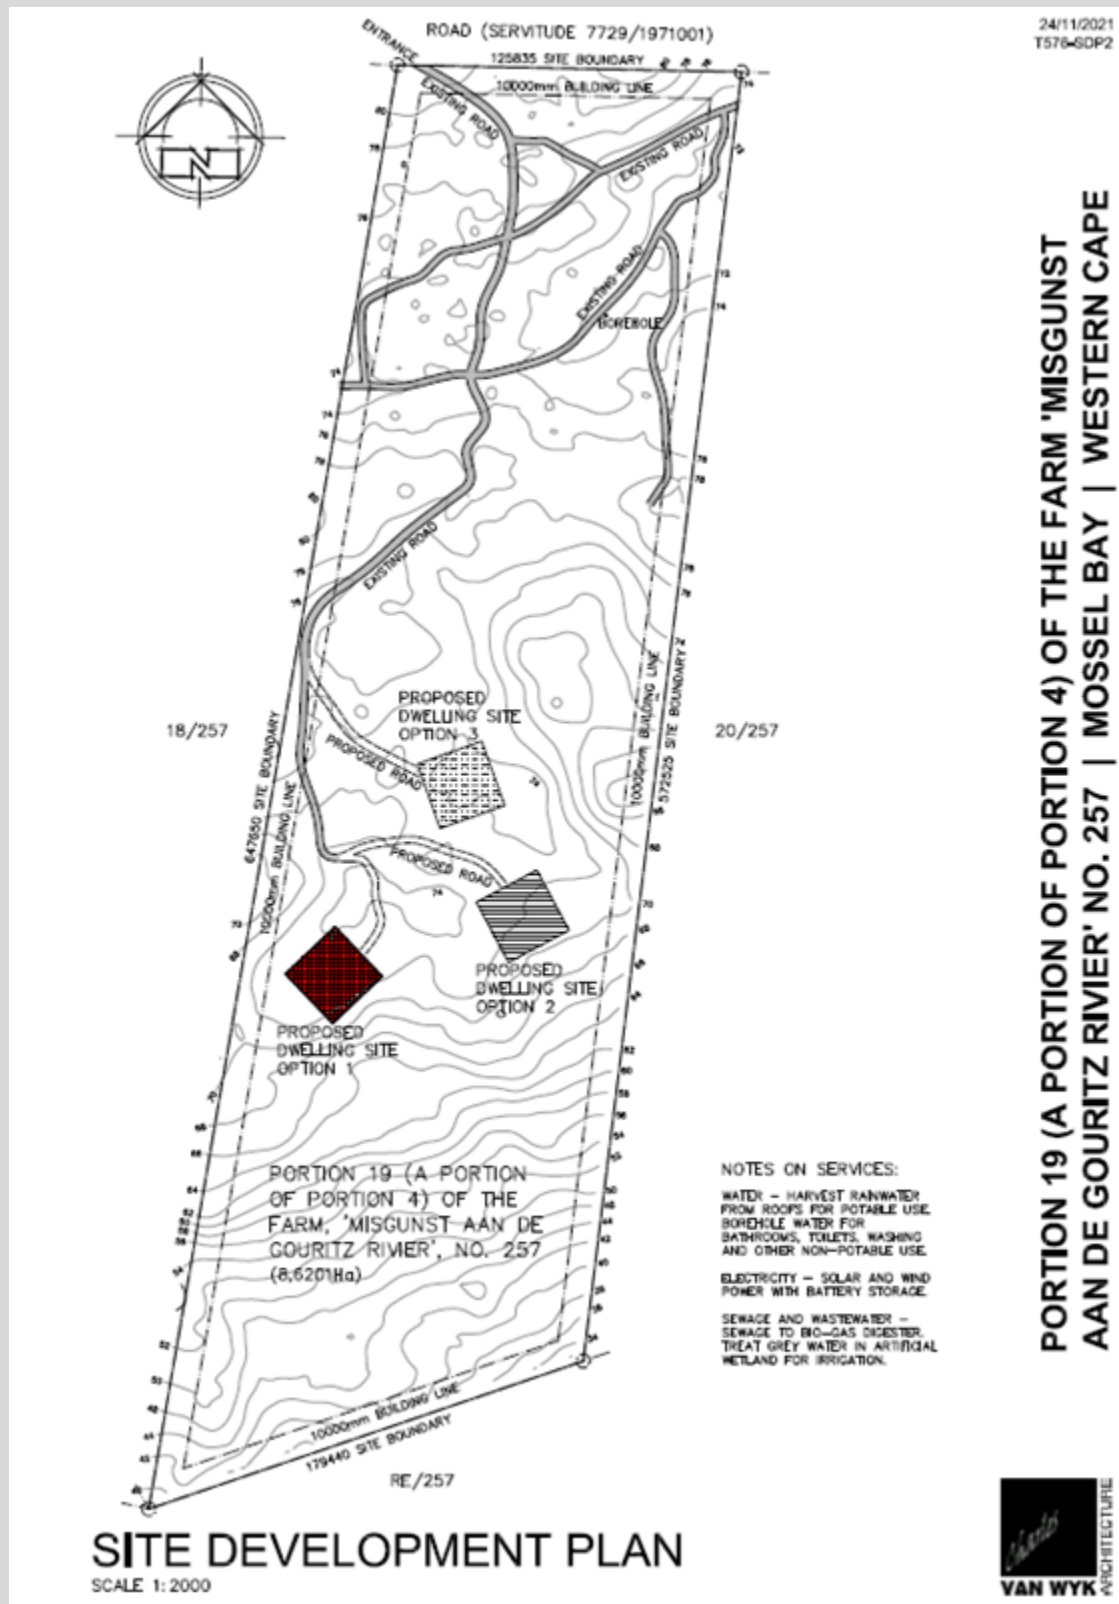 24/11/2021
T576-SDP2
ROAD (SERVITUDE 7729/1971001)
ENTRANCE
125835 SITE BOUNDARY
10000mm BUILDING LINE
EXISTING ROAD
EXISTING ROAD
N
EXISTING ROAD
BOREHOLE
EXISTING ROAD
PROPOSED
DWELLING SITE
OPTION 3
18/257
20/257
PROPOSED ROAD
647650 SITE BOUNDARY
10000mm BUILDING LINE
10000mm BUILDING LINE
572525 SITE BOUNDARY
74
PROPOSED ROAD
74
PROPOSED
DWELLING SITE
OPTION 2
PROPOSED
DWELLING SITE
OPTION 1
PORTION 19 (A PORTION
OF PORTION 4) OF THE
FARM, 'MISGUNST AAN DE
GOURITZ RIVIER', NO. 257
(8,6201Ha)
NOTES ON SERVICES:
WATER – HARVEST RAINWATER
FROM ROOFS FOR POTABLE USE.
BOREHOLE WATER FOR
BATHROOMS, TOILETS, WASHING
AND OTHER NON-POTABLE USE.
ELECTRICITY – SOLAR AND WIND
POWER WITH BATTERY STORAGE.
SEWAGE AND WASTEWATER –
SEWAGE TO BIO-GAS DIGESTER.
TREAT GREY WATER IN ARTIFICIAL
WETLAND FOR IRRIGATION.
10000mm BUILDING LINE
179440 SITE BOUNDARY
RE/257
SITE DEVELOPMENT PLAN
SCALE 1:2000
PORTION 19 (A PORTION OF PORTION 4) OF THE FARM 'MISGUNST
AAN DE GOURITZ RIVIER' NO. 257 | MOSSEL BAY | WESTERN CAPE
Charles
VAN WYK
ARCHITECTURE